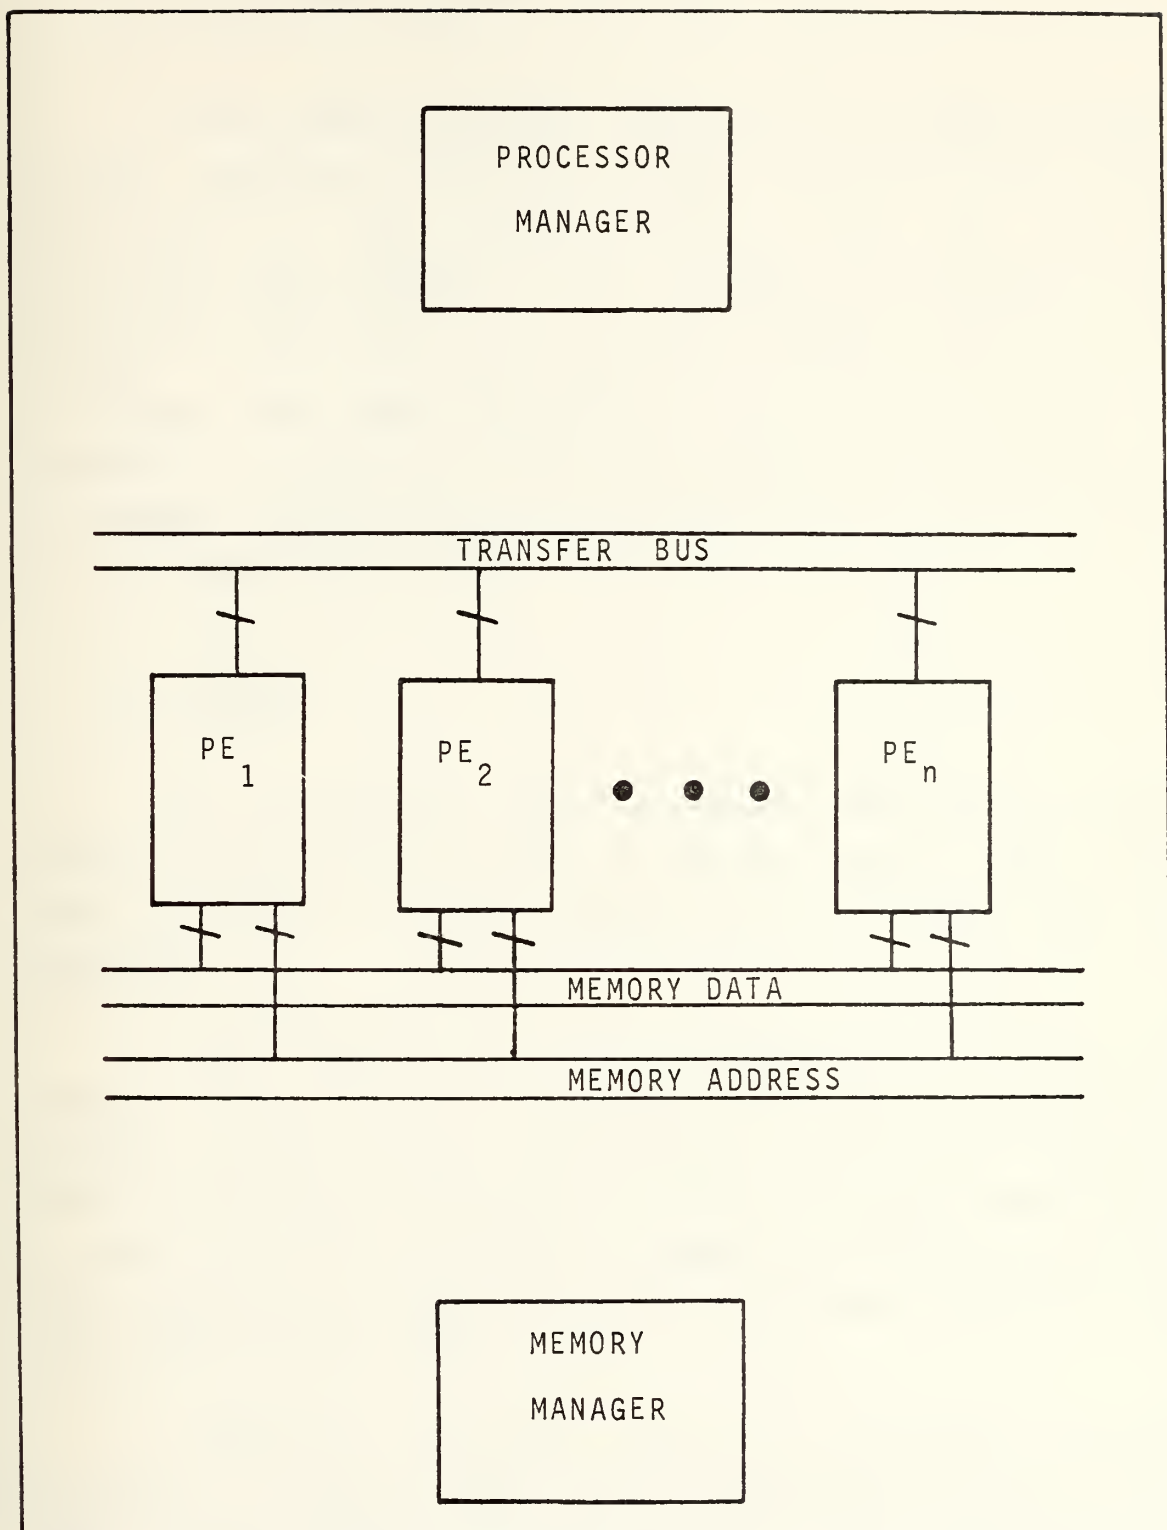 PROCESSOR
MANAGER
TRANSFER BUS
PE1
PE2
PEn
MEMORY DATA
MEMORY ADDRESS
MEMORY
MANAGER